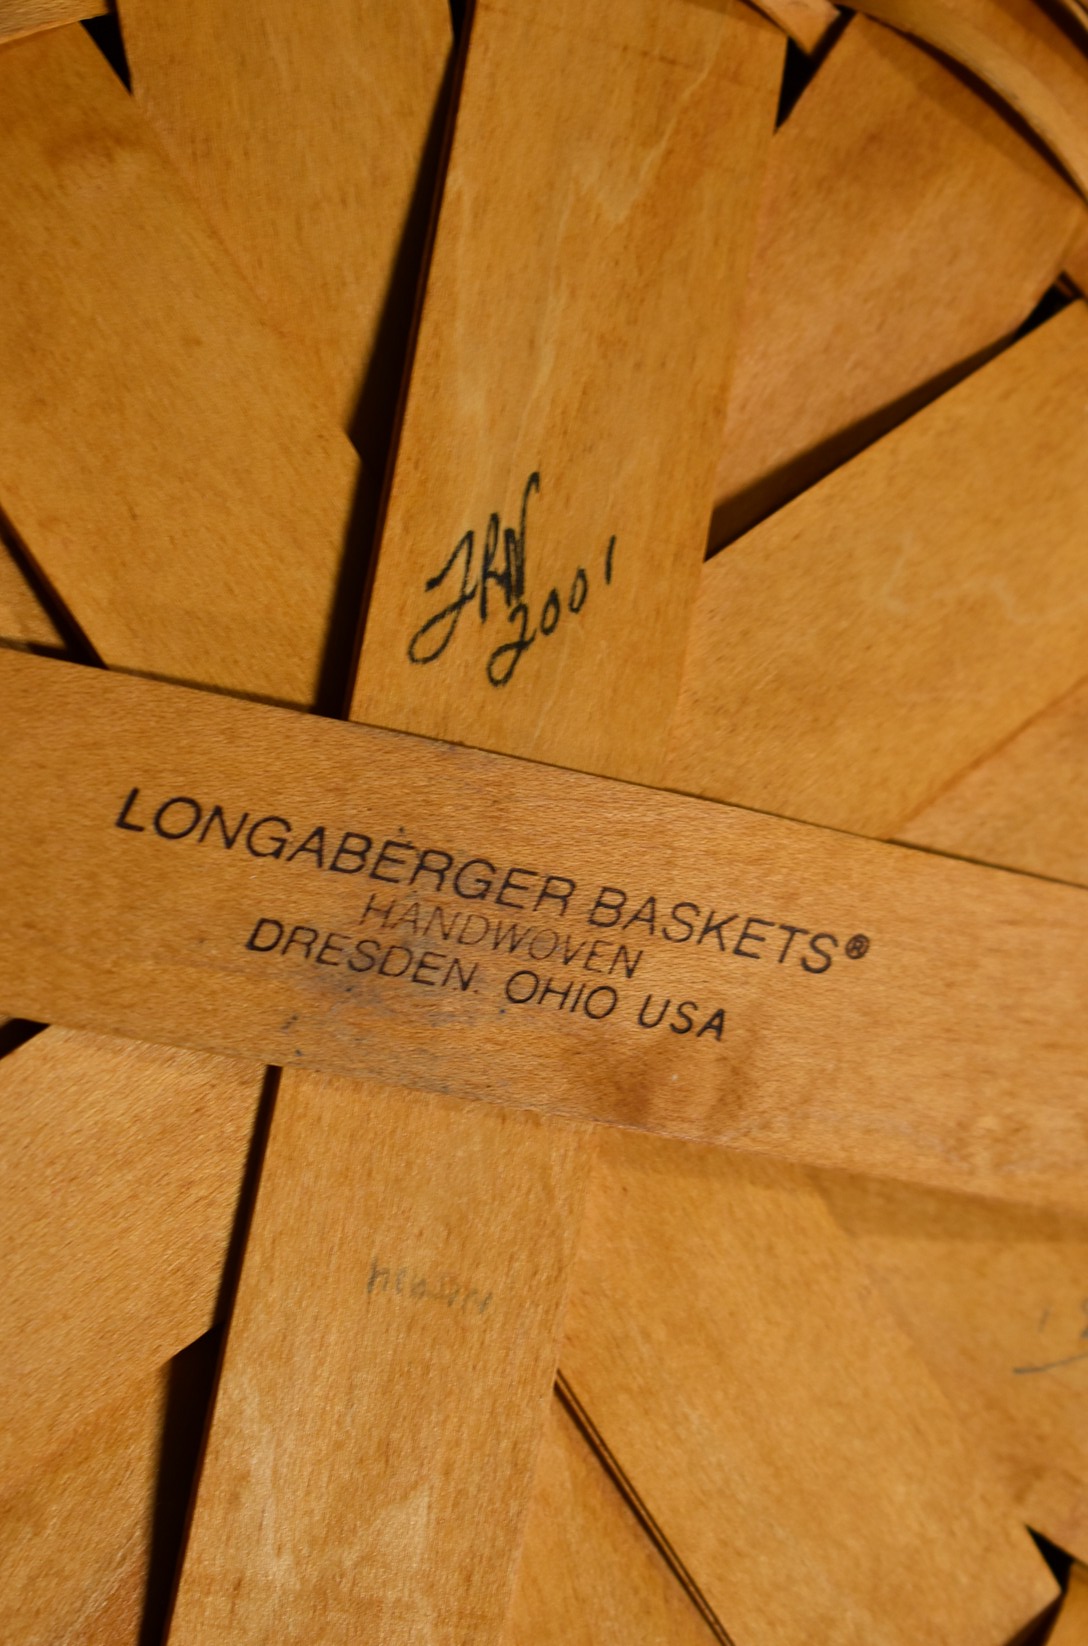 JRN
2001
LONGABERGER BASKETS®
HANDWOVEN
DRESDEN, OHIO USA